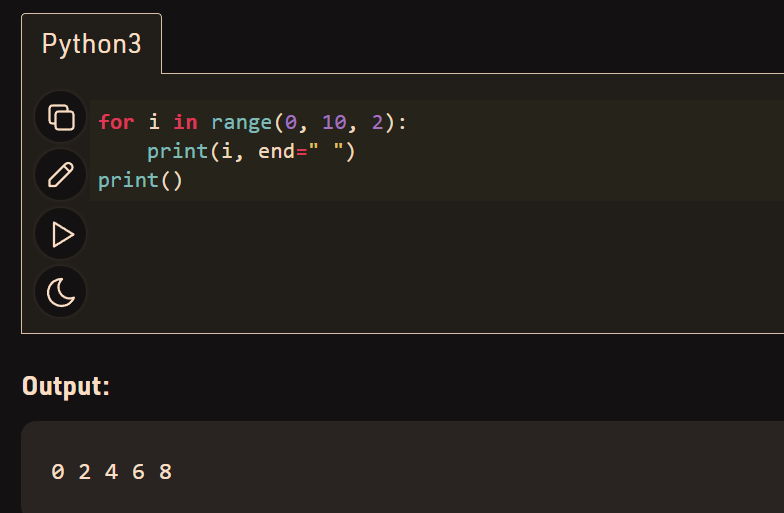 Python3
for i in range(0, 10, 2):
    print(i, end=" ")
print()
Output:
0 2 4 6 8